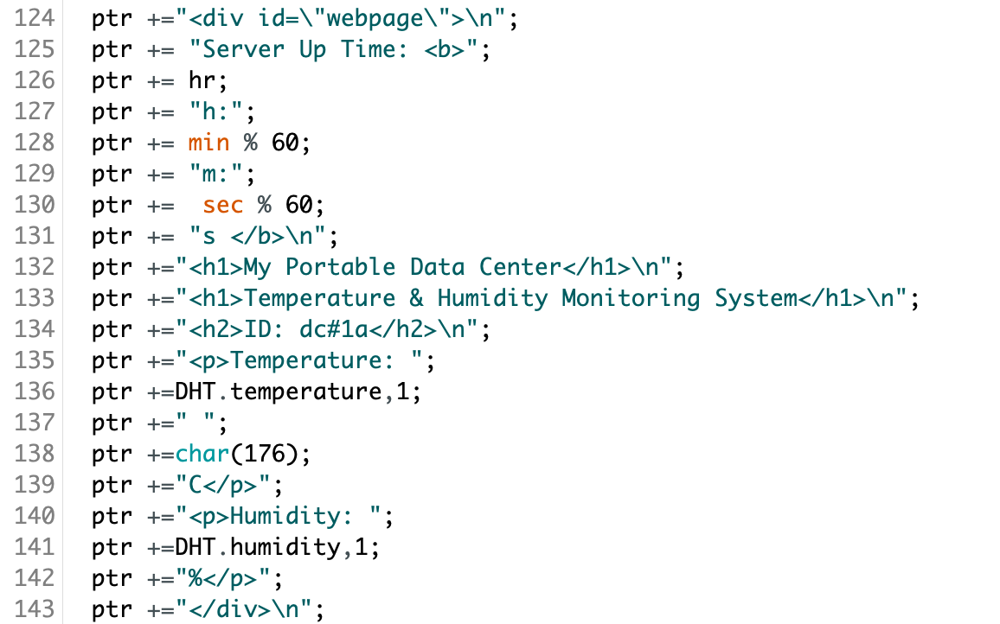 124 ptr +="<div id=\"webpage\">\n";
125 ptr += "Server Up Time: <b>";
126 ptr += hr;
127 ptr += "h:";
128 ptr += min % 60;
129 ptr += "m:";
130 ptr +=  sec % 60;
131 ptr += "s </b>\n";
132 ptr +="<h1>My Portable Data Center</h1>\n";
133 ptr +="<h1>Temperature & Humidity Monitoring System</h1>\n";
134 ptr +="<h2>ID: dc#1a</h2>\n";
135 ptr +="<p>Temperature: ";
136 ptr +=DHT.temperature,1;
137 ptr +=" ";
138 ptr +=char(176);
139 ptr +="C</p>";
140 ptr +="<p>Humidity: ";
141 ptr +=DHT.humidity,1;
142 ptr +="%</p>";
143 ptr +="</div>\n";